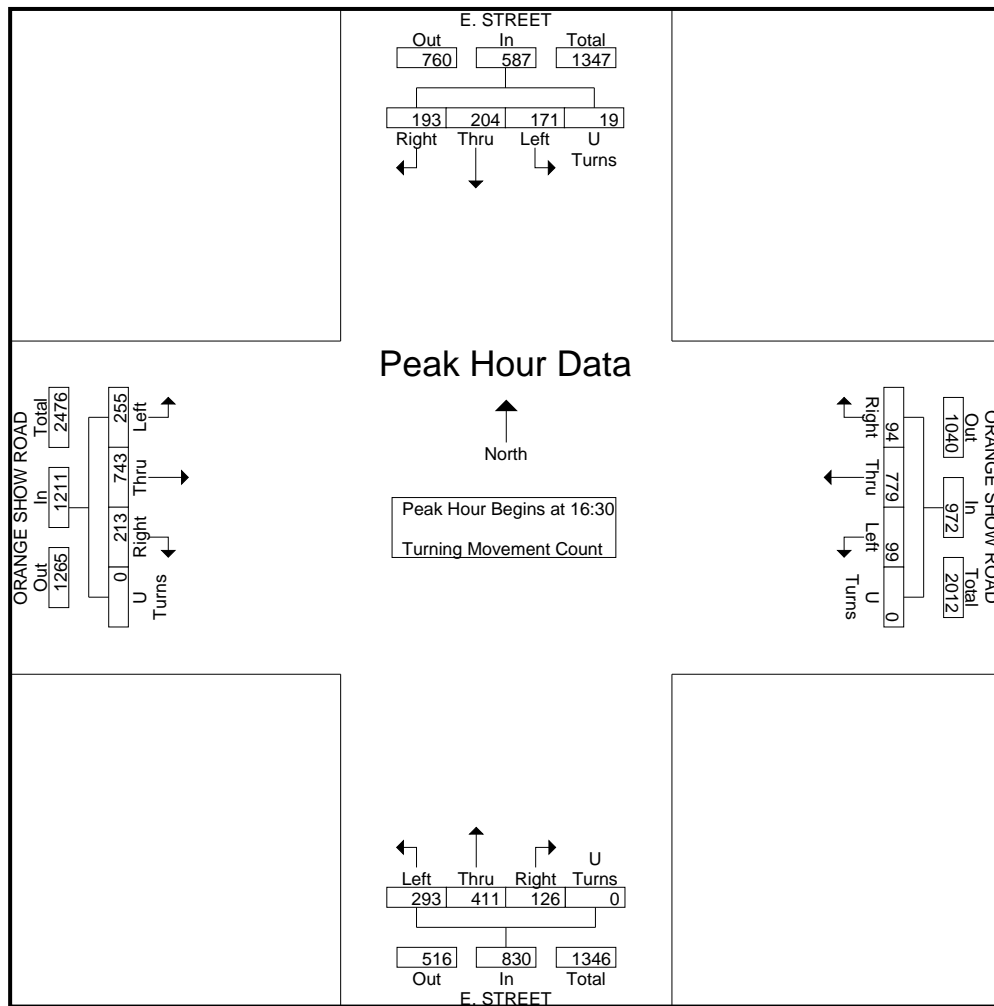 E. STREET
Out In Total
760 587 1347
193 204 171 19
Right Thru Left U
Turns
Peak Hour Data
North
Peak Hour Begins at 16:30
Turning Movement Count
ORANGE SHOW ROAD
Total In Out
2476 1211 1265
255 743 213 0
Left Thru Right U
Turns
ORANGE SHOW ROAD
Out In Total
1040 972 2012
94 779 99 0
Right Thru Left U
Turns
U
Left Thru Right Turns
293 411 126 0
516 830 1346
Out In Total
E. STREET